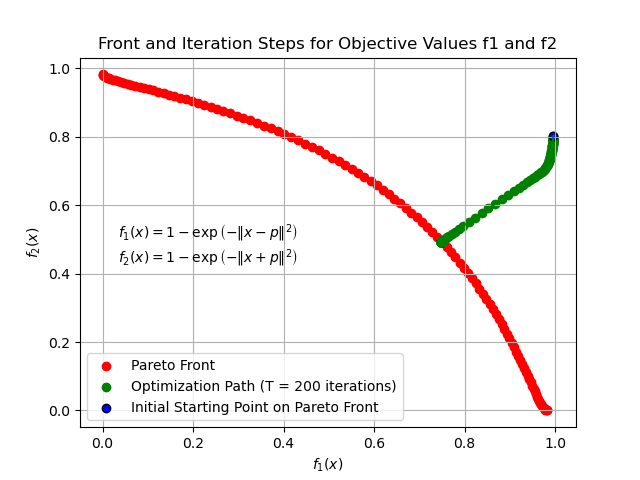 Front and Iteration Steps for Objective Values f1 and f2
1.0
0.8
0.6
0.4
0.2
0.0
f₂(x)
f₁(x) = 1 − exp (−‖x − p‖²)
f₂(x) = 1 − exp (−‖x + p‖²)
Pareto Front
Optimization Path (T = 200 iterations)
Initial Starting Point on Pareto Front
0.0 0.2 0.4 0.6 0.8 1.0
f₁(x)